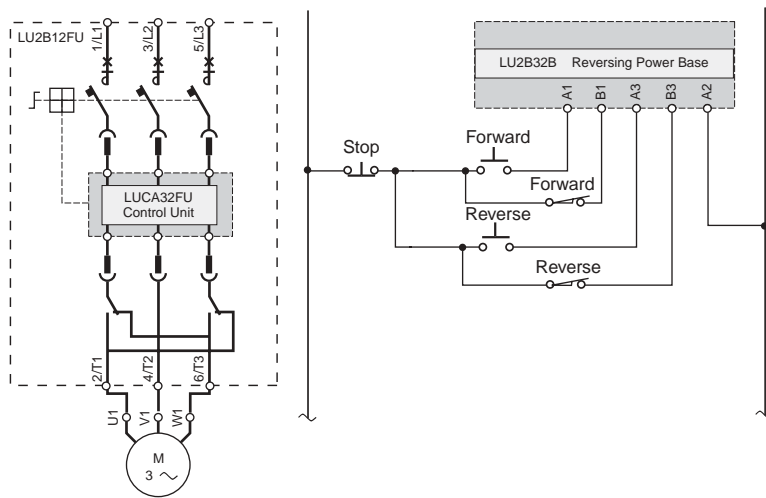 LU2B12FU
1/L1
3/L2
5/L3
LUCA32FU
Control Unit
2/T1
4/T2
6/T3
U1
V1
W1
M
3 ~
LU2B32B Reversing Power Base
A1
B1
A3
B3
A2
Stop
Forward
Forward
Reverse
Reverse